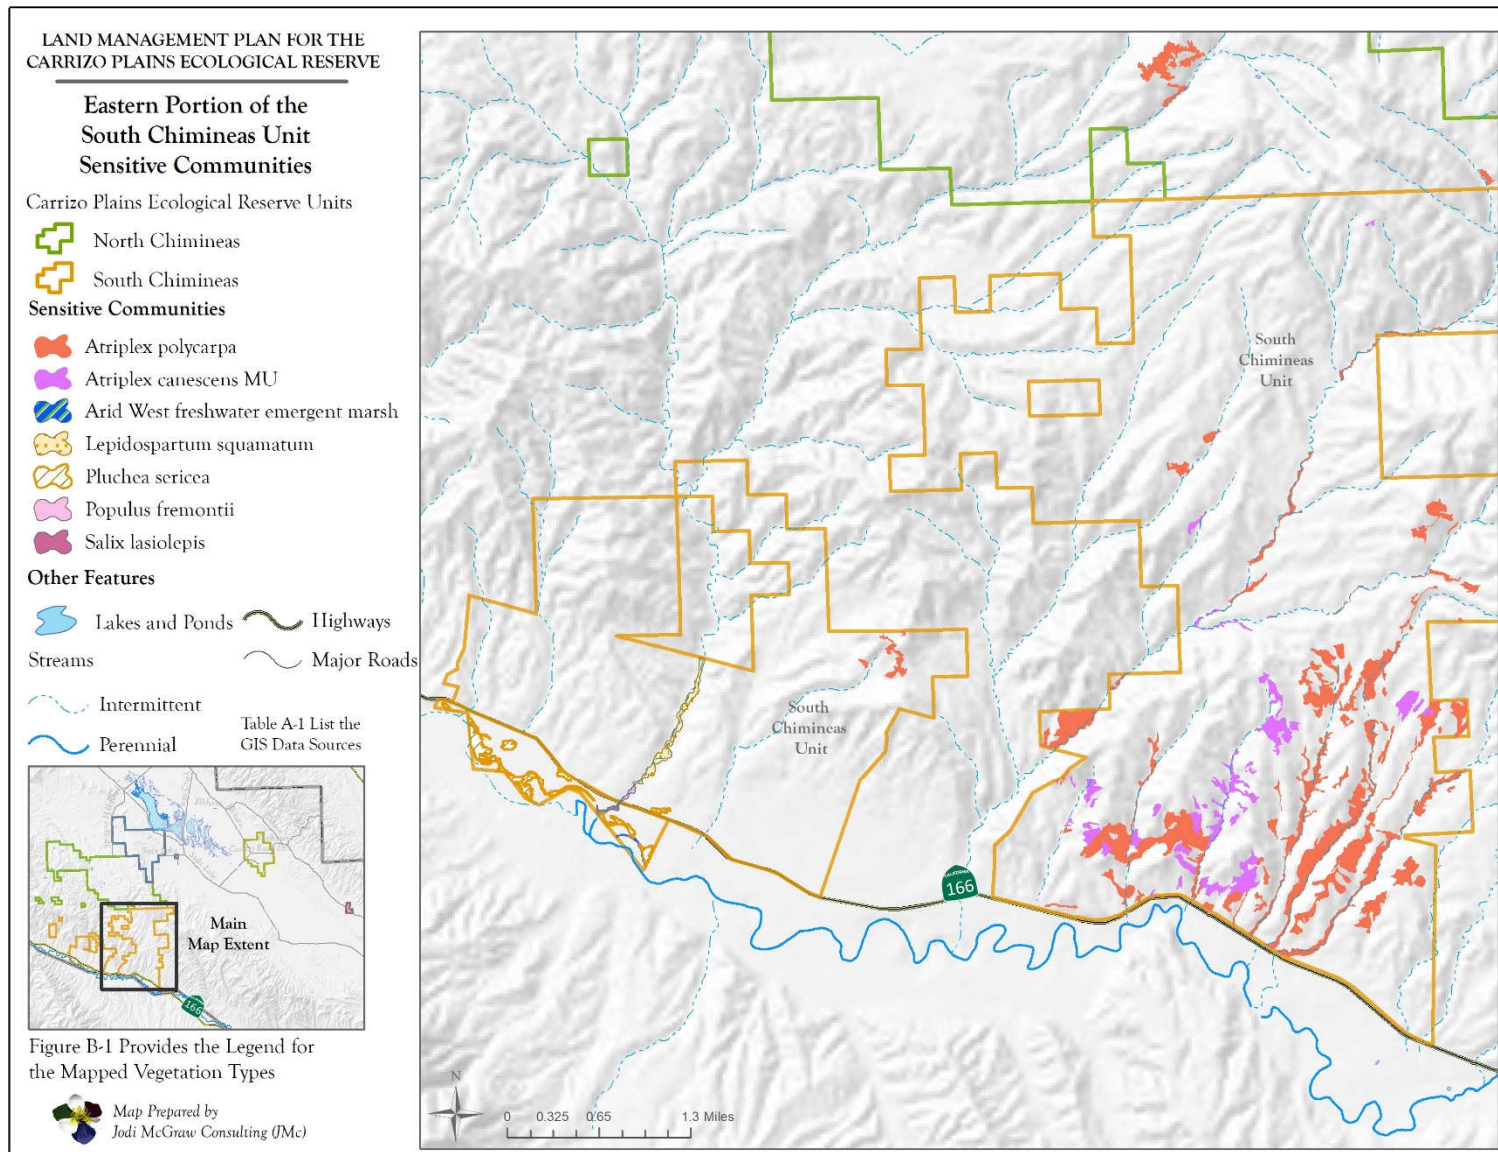 LAND MANAGEMENT PLAN FOR THE
CARRIZO PLAINS ECOLOGICAL RESERVE
Eastern Portion of the
South Chimineas Unit
Sensitive Communities
Carrizo Plains Ecological Reserve Units
North Chimineas
South Chimineas
Sensitive Communities
Atriplex polycarpa
Atriplex canescens MU
Arid West freshwater emergent marsh
Lepidospartum squamatum
Pluchea sericea
Populus fremontii
Salix lasiolepis
Other Features
Lakes and Ponds
Highways
Streams
Major Roads
Intermittent
Perennial
Table A-1 List the
GIS Data Sources
Main
Map Extent
166
Figure B-1 Provides the Legend for
the Mapped Vegetation Types
Map Prepared by
Jodi McGraw Consulting (JMc)
South
Chimineas
Unit
South
Chimineas
Unit
CALIFORNIA
166
N
0 0.325 0.65 1.3 Miles